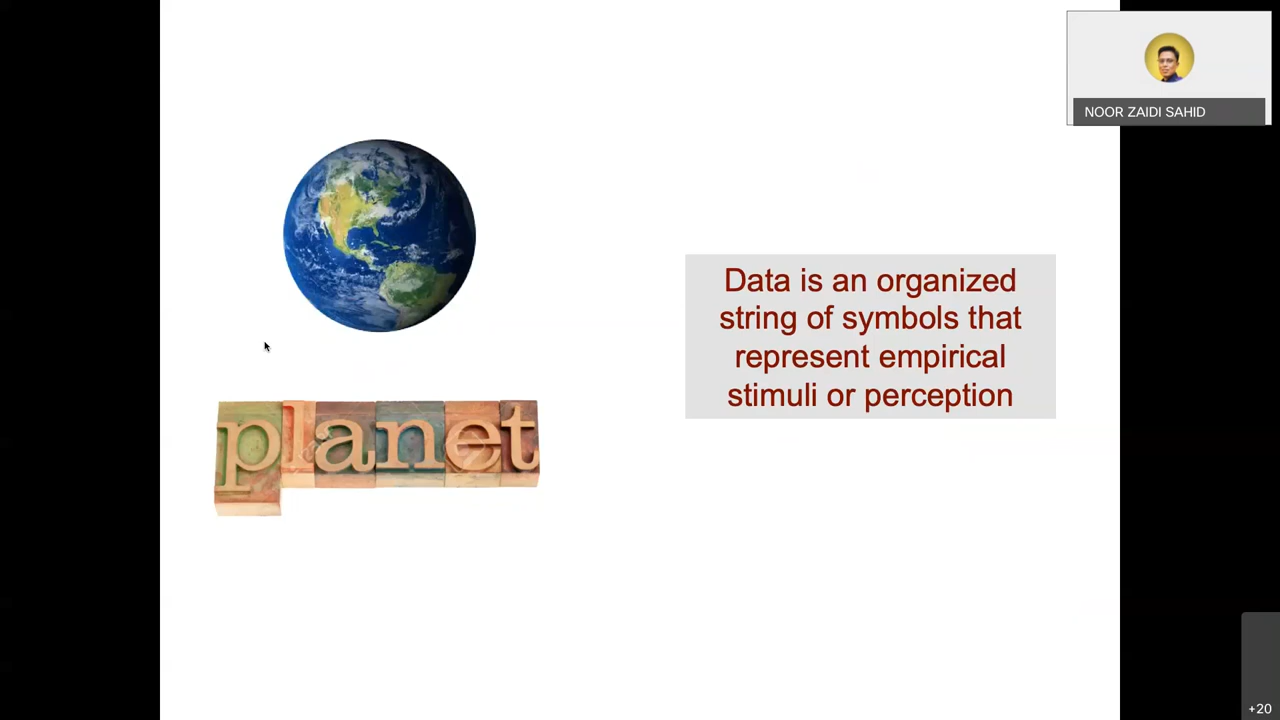 NOOR ZAIDI SAHID
planet
Data is an organized
string of symbols that
represent empirical
stimuli or perception
+20